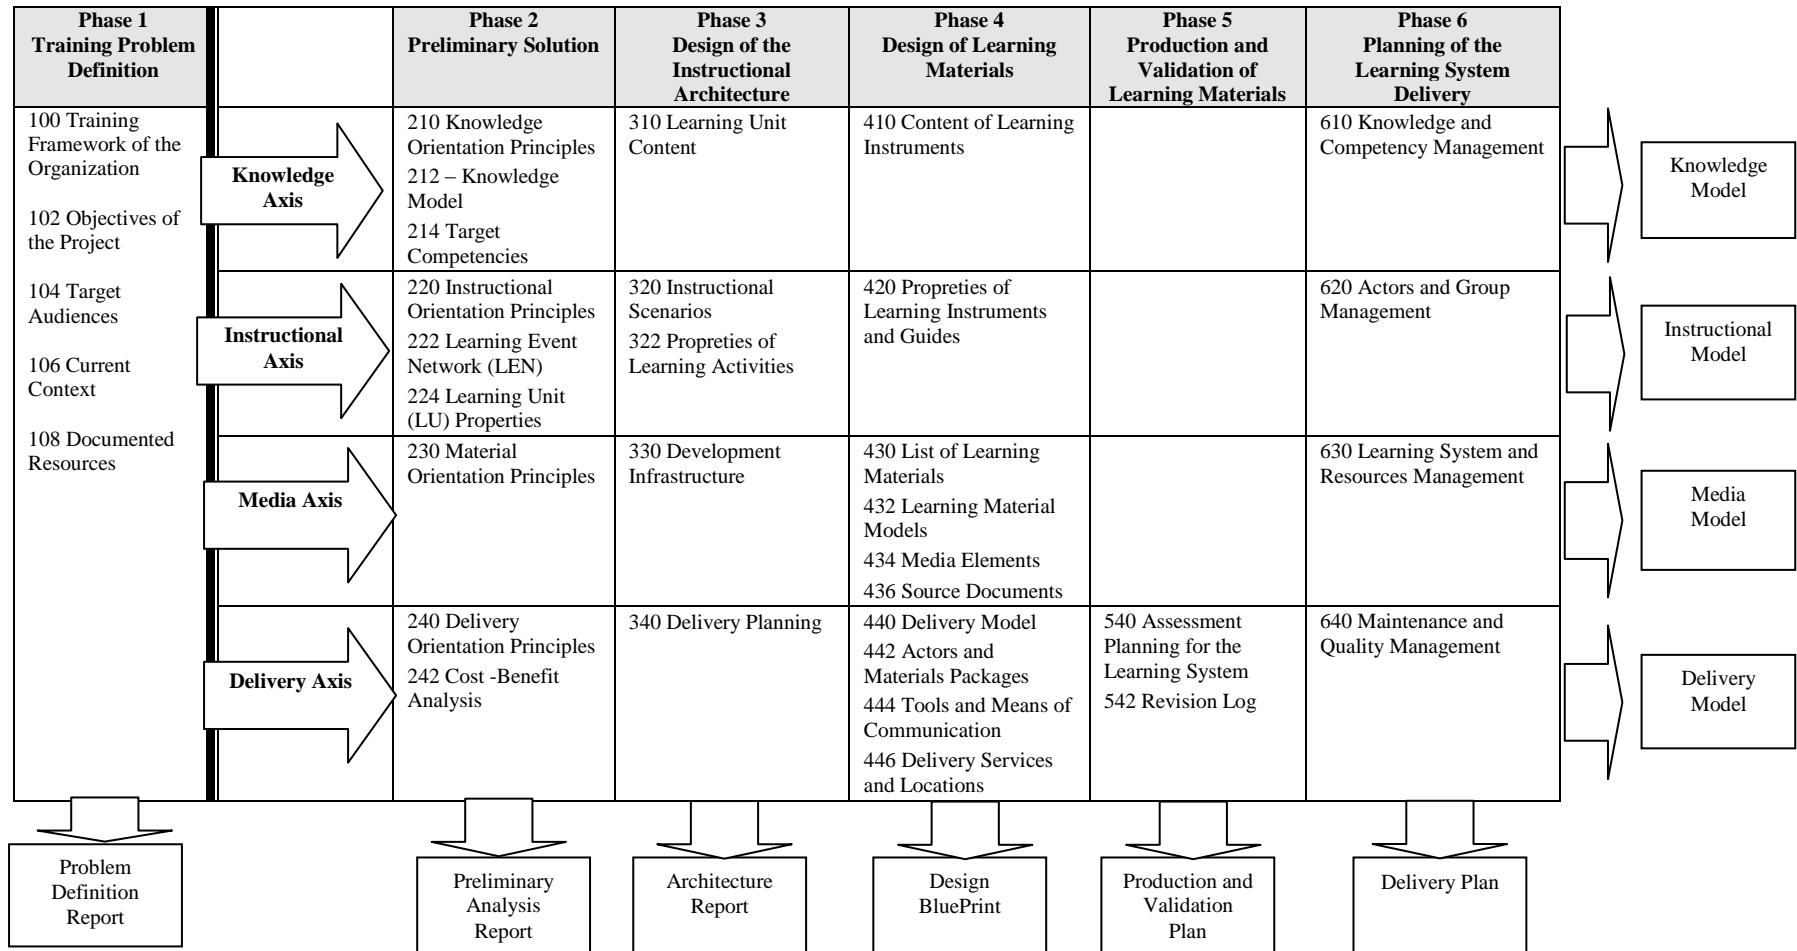 Phase 1
Training Problem
Definition
Phase 2
Preliminary Solution
Phase 3
Design of the
Instructional
Architecture
Phase 4
Design of Learning
Materials
Phase 5
Production and
Validation of
Learning Materials
Phase 6
Planning of the
Learning System
Delivery
100 Training
Framework of the
Organization
102 Objectives of
the Project
104 Target
Audiences
106 Current
Context
108 Documented
Resources
Knowledge
Axis
210 Knowledge
Orientation Principles
212 – Knowledge
Model
214 Target
Competencies
310 Learning Unit
Content
410 Content of Learning
Instruments
610 Knowledge and
Competency Management
Knowledge
Model
Instructional
Axis
220 Instructional
Orientation Principles
222 Learning Event
Network (LEN)
224 Learning Unit
(LU) Properties
320 Instructional
Scenarios
322 Propreties of
Learning Activities
420 Propreties of
Learning Instruments
and Guides
620 Actors and Group
Management
Instructional
Model
Media Axis
230 Material
Orientation Principles
330 Development
Infrastructure
430 List of Learning
Materials
432 Learning Material
Models
434 Media Elements
436 Source Documents
630 Learning System and
Resources Management
Media
Model
Delivery Axis
240 Delivery
Orientation Principles
242 Cost -Benefit
Analysis
340 Delivery Planning
440 Delivery Model
442 Actors and
Materials Packages
444 Tools and Means of
Communication
446 Delivery Services
and Locations
540 Assessment
Planning for the
Learning System
542 Revision Log
640 Maintenance and
Quality Management
Delivery
Model
Problem
Definition
Report
Preliminary
Analysis
Report
Architecture
Report
Design
BluePrint
Production and
Validation
Plan
Delivery Plan